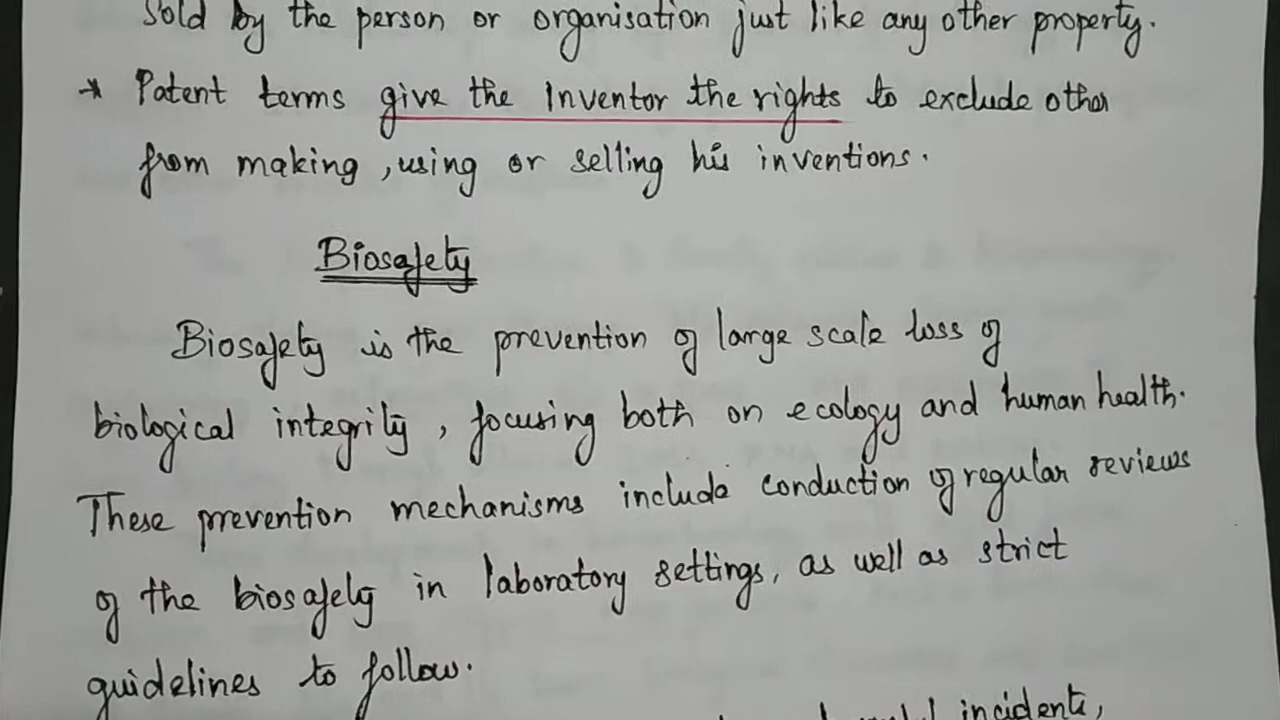 Sold by the person or organisation just like any other property.
* Patent terms give the Inventor the rights to exclude other
from making, using or selling his inventions.
Biosafety
Biosafety is the prevention of large scale loss of
biological integrity, focusing both on ecology and human health.
These prevention mechanisms include conduction of regular reviews
of the biosafety in laboratory settings, as well as strict
guidelines to follow.
incidents,